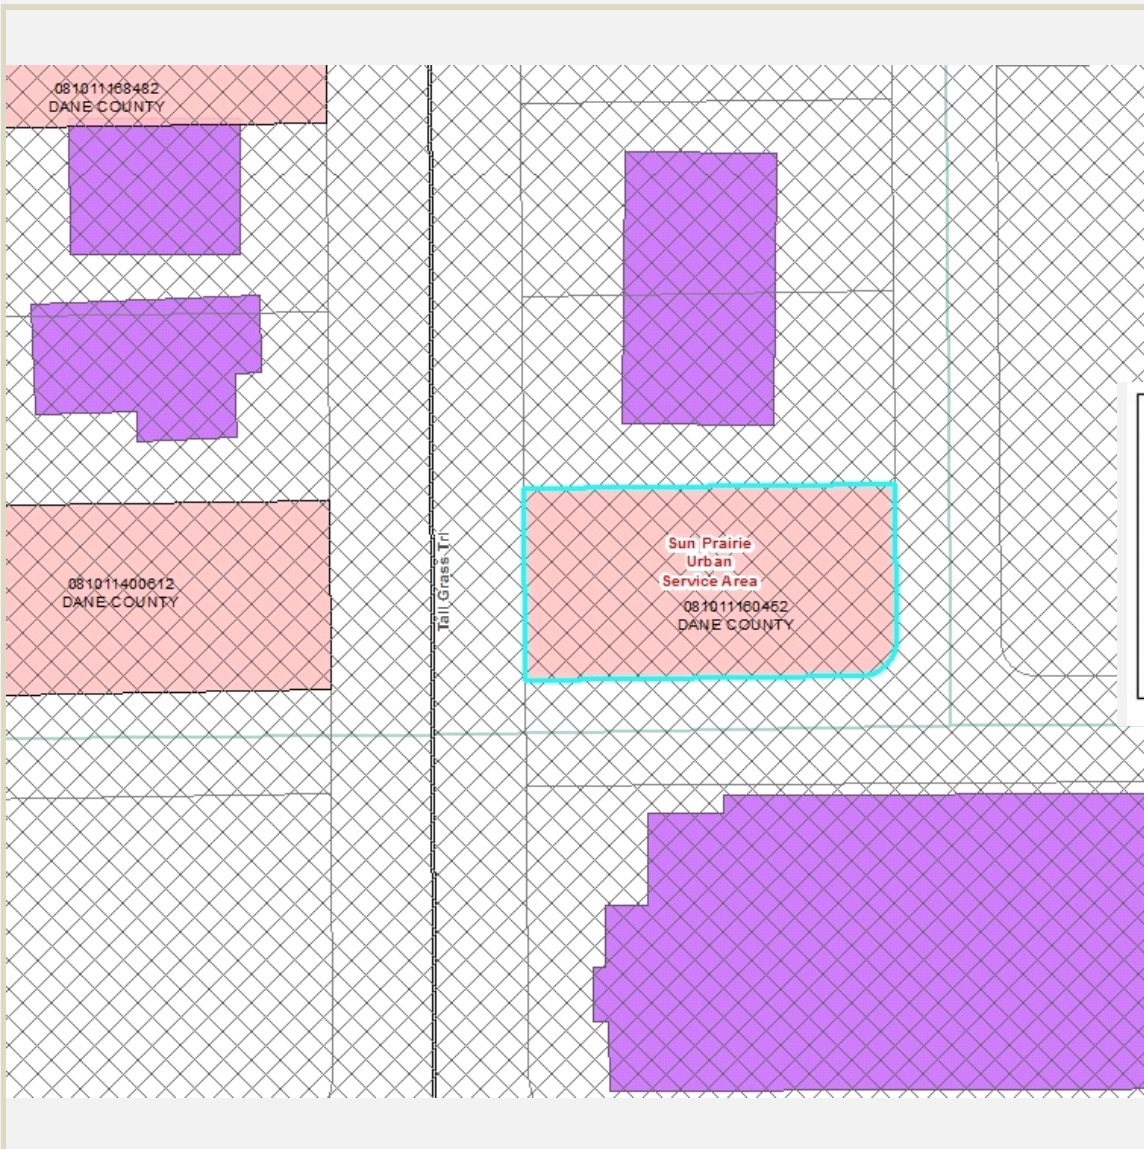 081011168482
DANE COUNTY
Sun Prairie
Urban
Service Area
081011160452
DANE COUNTY
081011400612
DANE COUNTY
Tall Grass Trl